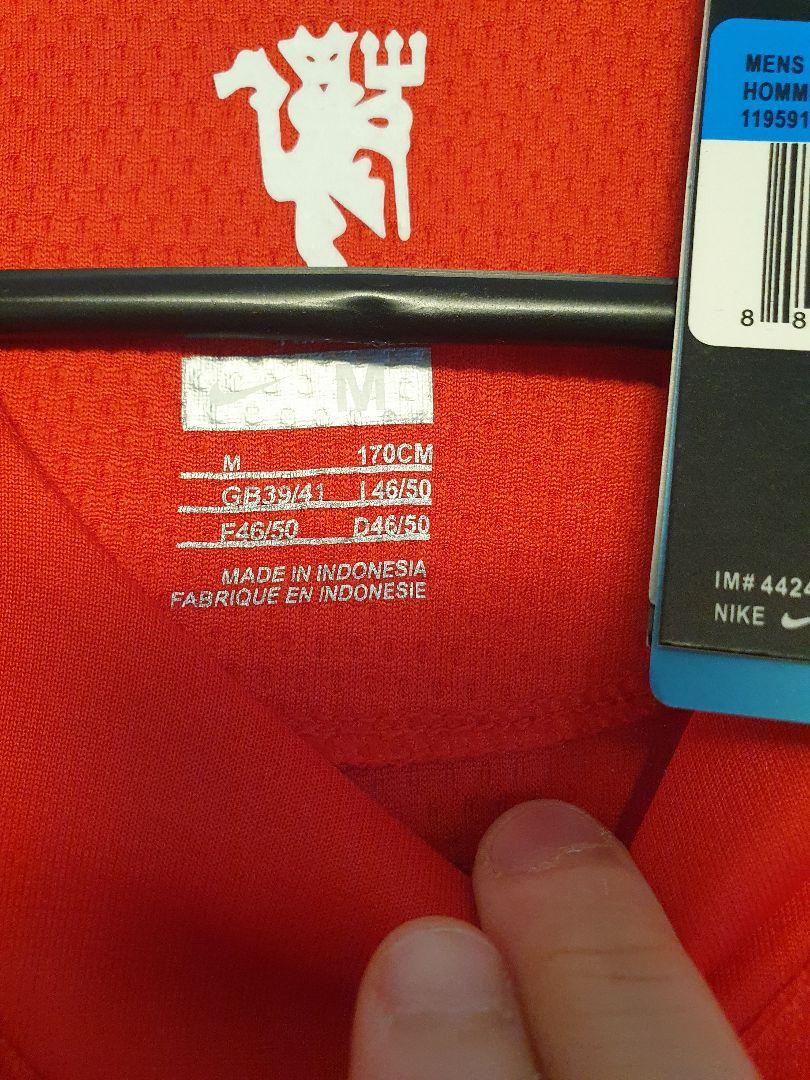 M
M 170CM
GB39/41 I46/50
F46/50 D46/50
MADE IN INDONESIA
FABRIQUE EN INDONESIE
MENS
HOMM
119591
8 8
IM# 4424
NIKE